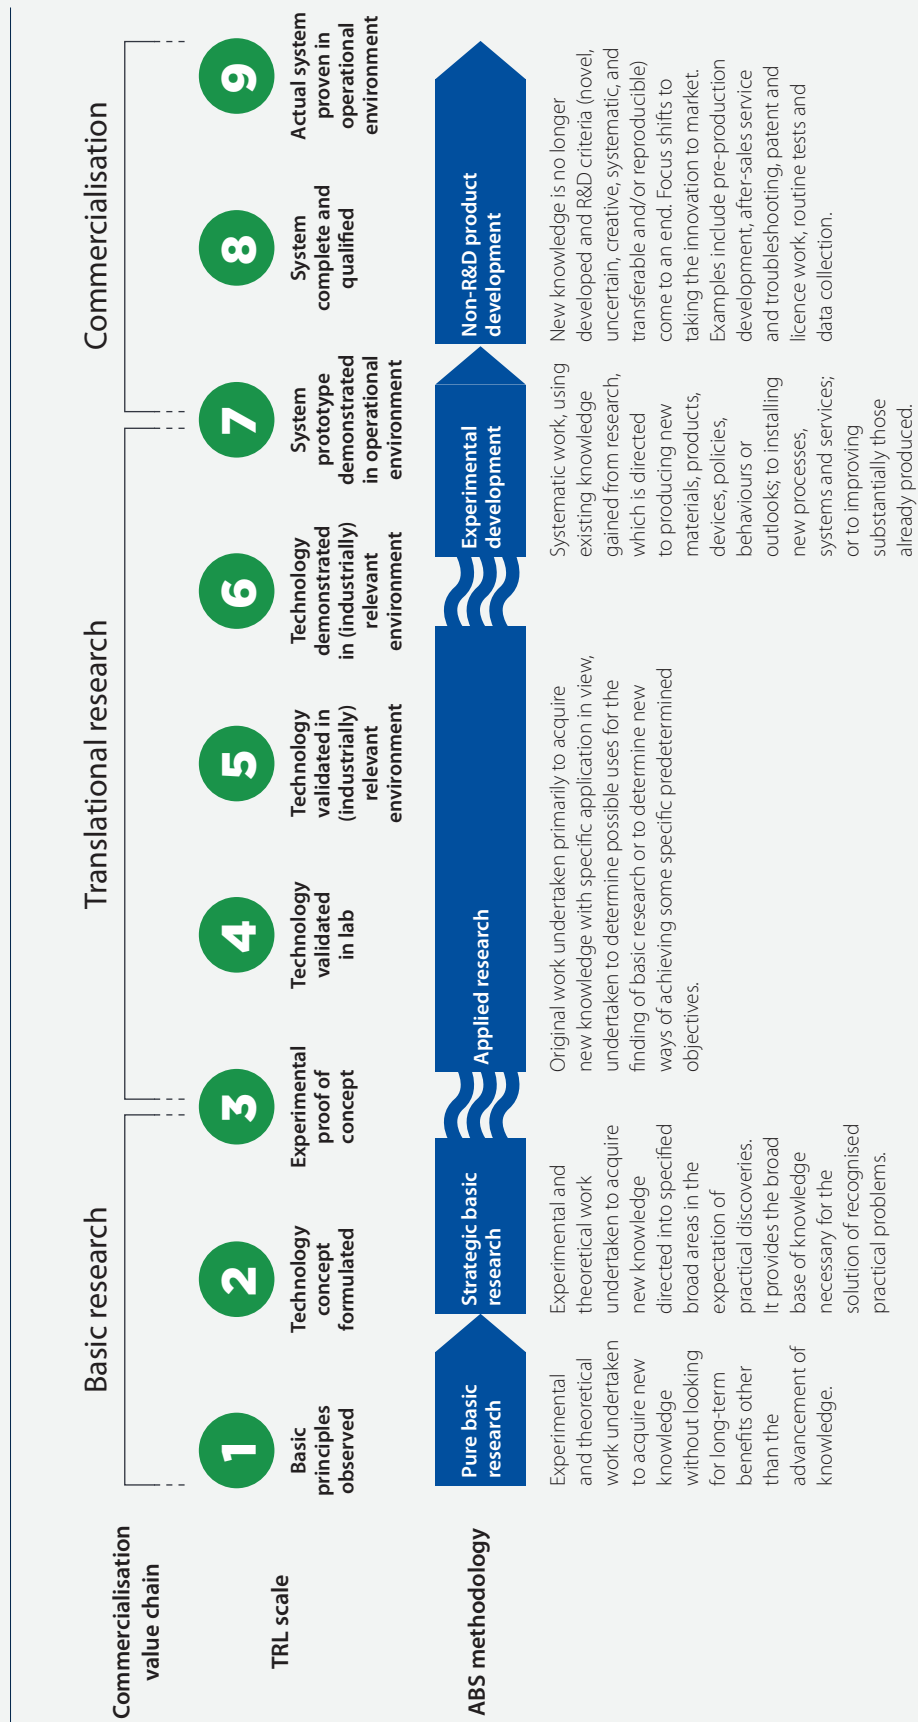 Commercialisation
value chain
Basic research
Translational research
Commercialisation
TRL scale
1
Basic
principles
observed
2
Technology
concept
formulated
3
Experimental
proof of
concept
4
Technology
validated
in lab
5
Technology
validated in
(industrially)
relevant
environment
6
Technology
demonstrated
in (industrially)
relevant
environment
7
System
prototype
demonstrated
in operational
environment
8
System
complete and
qualified
9
Actual system
proven in
operational
environment
ABS methodology
Pure basic
research
Strategic basic
research
Applied research
Experimental
development
Non-R&D product
development
Experimental
and theoretical
work undertaken
to acquire new
knowledge
without looking
for long-term
benefits other
than the
advancement of
knowledge.
Experimental and
theoretical work
undertaken to acquire
new knowledge
directed into specified
broad areas in the
expectation of
practical discoveries.
It provides the broad
base of knowledge
necessary for the
solution of recognised
practical problems.
Original work undertaken primarily to acquire
new knowledge with specific application in view,
undertaken to determine possible uses for the
finding of basic research or to determine new
ways of achieving some specific predetermined
objectives.
Systematic work, using
existing knowledge
gained from research,
which is directed
to producing new
materials, products,
devices, policies,
behaviours or
outlooks; to installing
new processes,
systems and services;
or to improving
substantially those
already produced.
New knowledge is no longer
developed and R&D criteria (novel,
uncertain, creative, systematic, and
transferable and/or reproducible)
come to an end. Focus shifts to
taking the innovation to market.
Examples include pre-production
development, after-sales service
and troubleshooting, patent and
licence work, routine tests and
data collection.